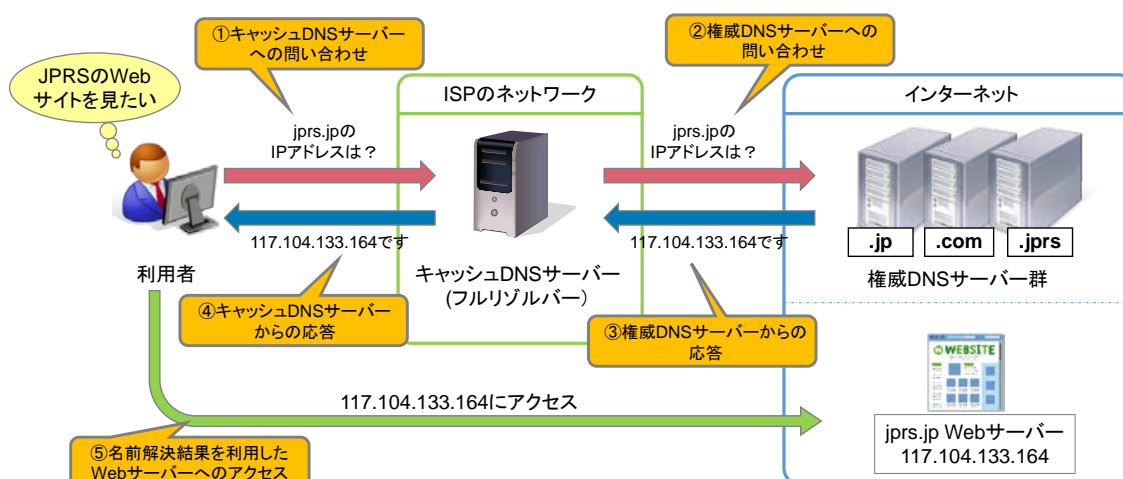 ①キャッシュDNSサーバー
への問い合わせ
②権威DNSサーバーへの
問い合わせ
JPRSのWeb
サイトを見たい
ISPのネットワーク
インターネット
jprs.jpの
IPアドレスは？
jprs.jpの
IPアドレスは？
117.104.133.164です
117.104.133.164です
.jp
.com
.jprs
利用者
キャッシュDNSサーバー
(フルリゾルバー）
権威DNSサーバー群
④キャッシュDNSサーバー
からの応答
③権威DNSサーバーからの
応答
WEBSITE
117.104.133.164にアクセス
jprs.jp Webサーバー
117.104.133.164
⑤名前解決結果を利用した
Webサーバーへのアクセス